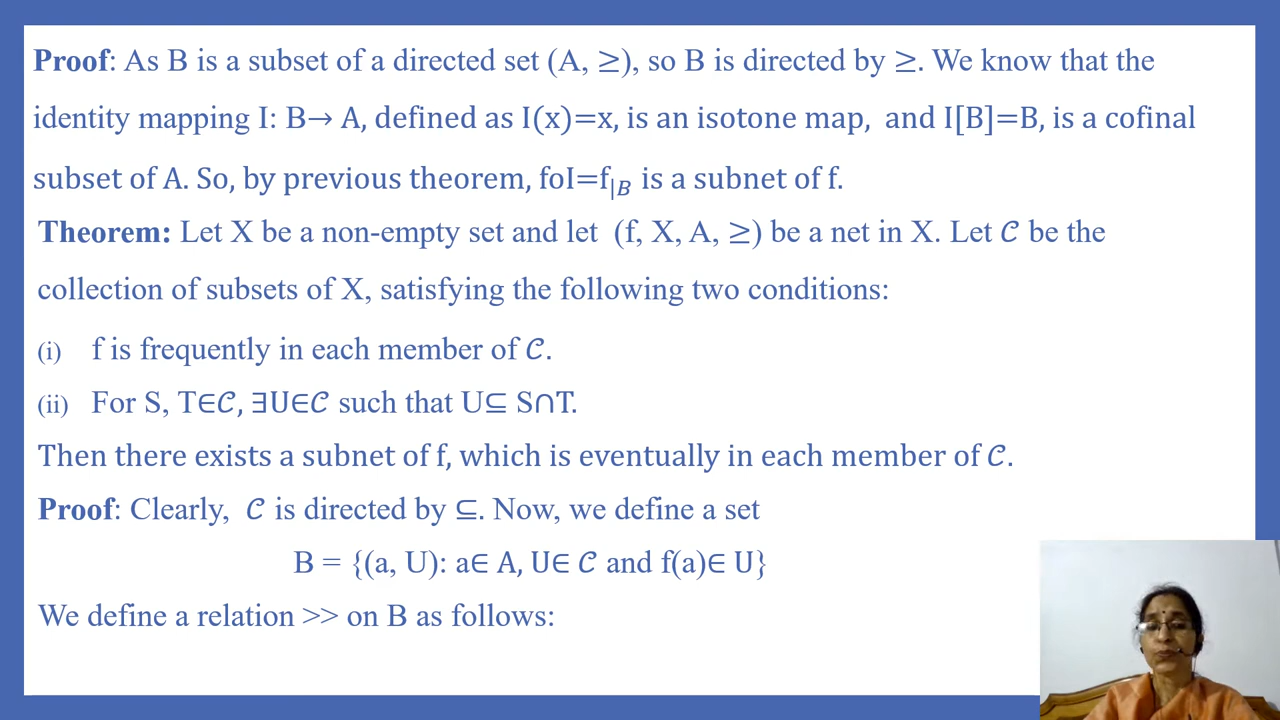 Proof: As B is a subset of a directed set (A, ≥), so B is directed by ≥. We know that the
identity mapping I: B→ A, defined as I(x)=x, is an isotone map, and I[B]=B, is a cofinal
subset of A. So, by previous theorem, foI=f|B is a subnet of f.
Theorem: Let X be a non-empty set and let (f, X, A, ≥) be a net in X. Let 𝒞 be the
collection of subsets of X, satisfying the following two conditions:
(i) f is frequently in each member of 𝒞.
(ii) For S, T∈𝒞, ∃U∈𝒞 such that U⊆ S∩T.
Then there exists a subnet of f, which is eventually in each member of 𝒞.
Proof: Clearly, 𝒞 is directed by ⊆. Now, we define a set
B = {(a, U): a∈ A, U∈ 𝒞 and f(a)∈ U}
We define a relation >> on B as follows: